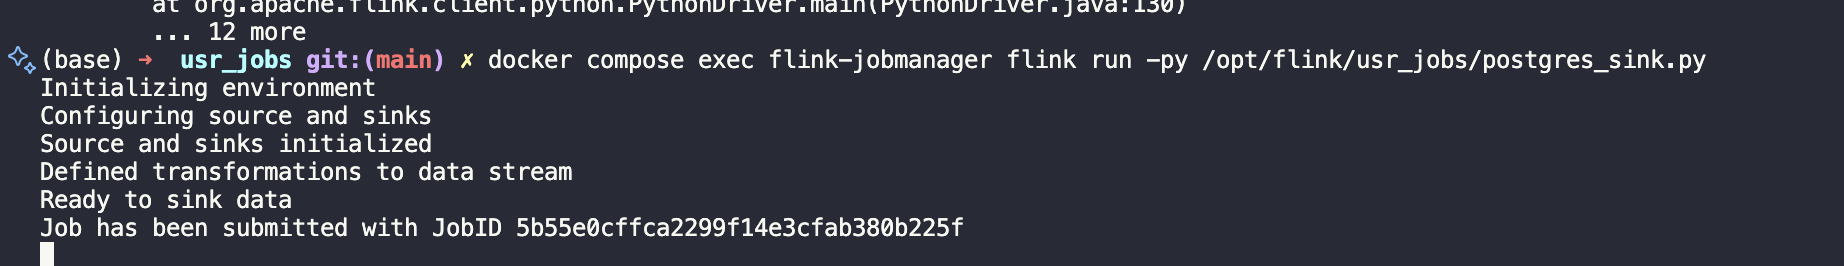 at org.apache.flink.client.python.PythonDriver.main(PythonDriver.java:130)
... 12 more
(base) ➜ usr_jobs git:(main) ✗ docker compose exec flink-jobmanager flink run -py /opt/flink/usr_jobs/postgres_sink.py
Initializing environment
Configuring source and sinks
Source and sinks initialized
Defined transformations to data stream
Ready to sink data
Job has been submitted with JobID 5b55e0cffca2299f14e3cfab380b225f